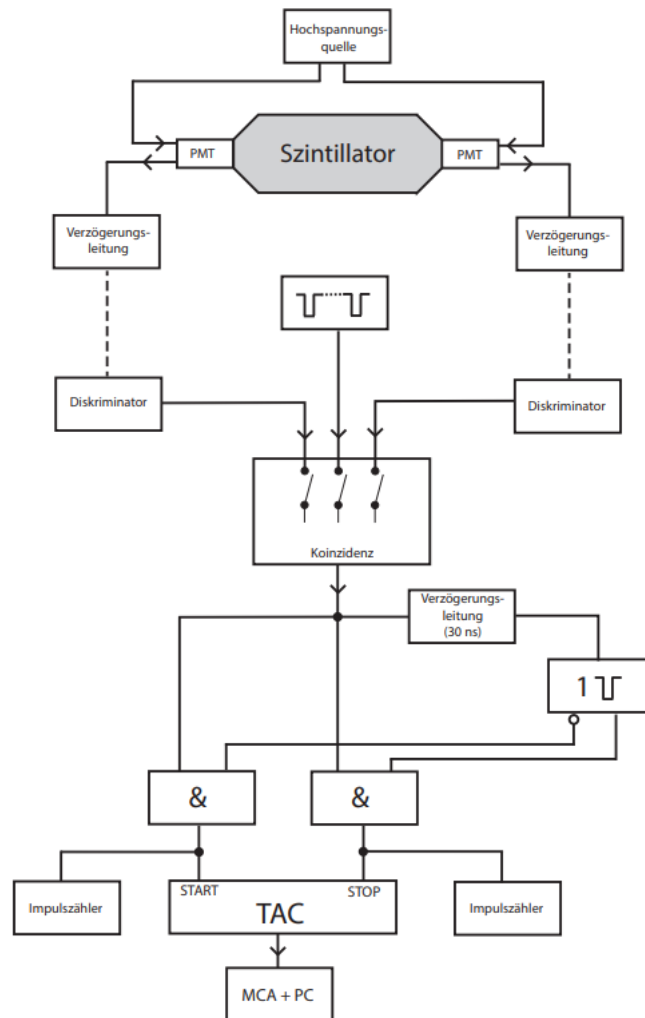 Hochspannungs-
quelle
PMT
Szintillator
PMT
Verzögerungs-
leitung
Verzögerungs-
leitung
Diskriminator
Diskriminator
Koinzidenz
Verzögerungs-
leitung
(30 ns)
1
&
&
START
STOP
TAC
Impulszähler
Impulszähler
MCA + PC